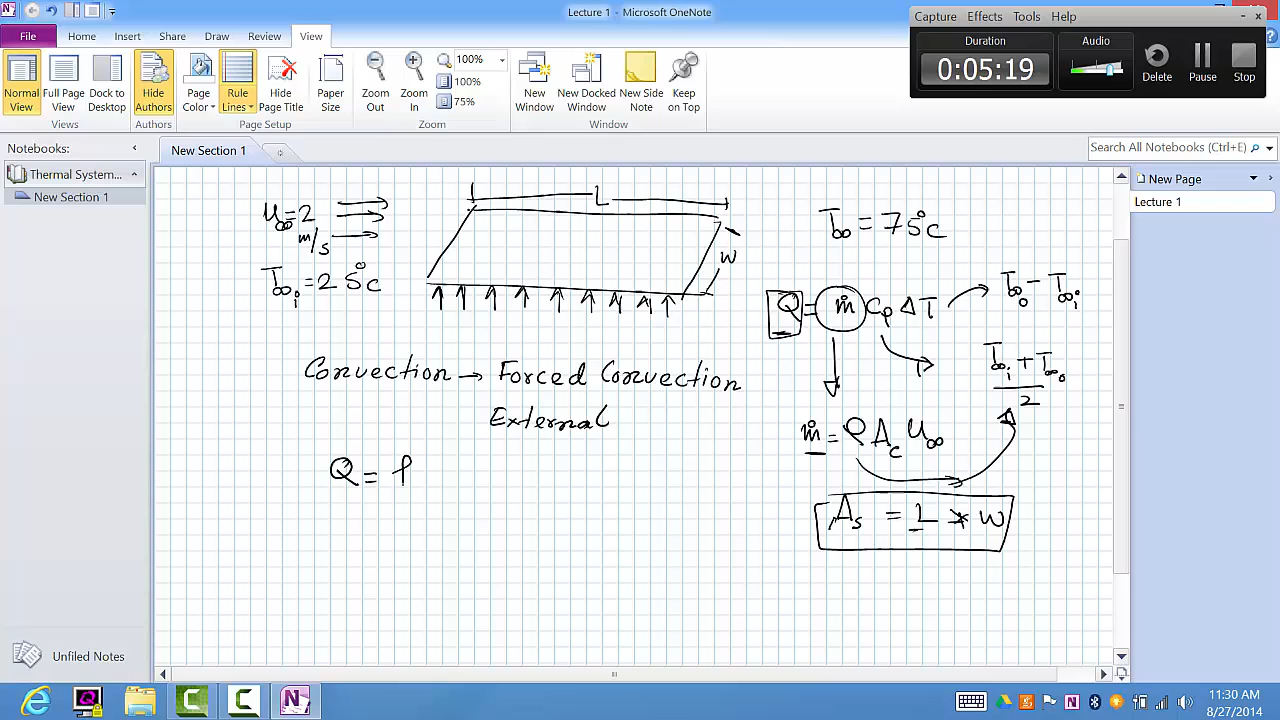 Lecture 1 - Microsoft OneNote
File Home Insert Share Draw Review View
Normal View
Full Page View
Dock to Desktop
Views
Hide Authors
Authors
Page Color
Rule Lines
Hide Page Title
Paper Size
Page Setup
Zoom Out
Zoom In
100%
100%
75%
Zoom
New Window
New Docked Window
New Side Note
Keep on Top
Window
Capture Effects Tools Help
Duration
0:05:19
Audio
Delete Pause Stop
Notebooks:
New Section 1
Search All Notebooks (Ctrl+E)
Thermal System...
New Section 1
New Page
Lecture 1
L
U∞=2 m/s
T∞i=25°C
W
T∞ = 75°C
Q = ṁ Cp ΔT
T∞o - T∞i
T∞i + T∞o
2
Convection → Forced Convection
External
ṁ = ρ Ac U∞
Q = f
As = L * W
Unfiled Notes
11:30 AM
8/27/2014